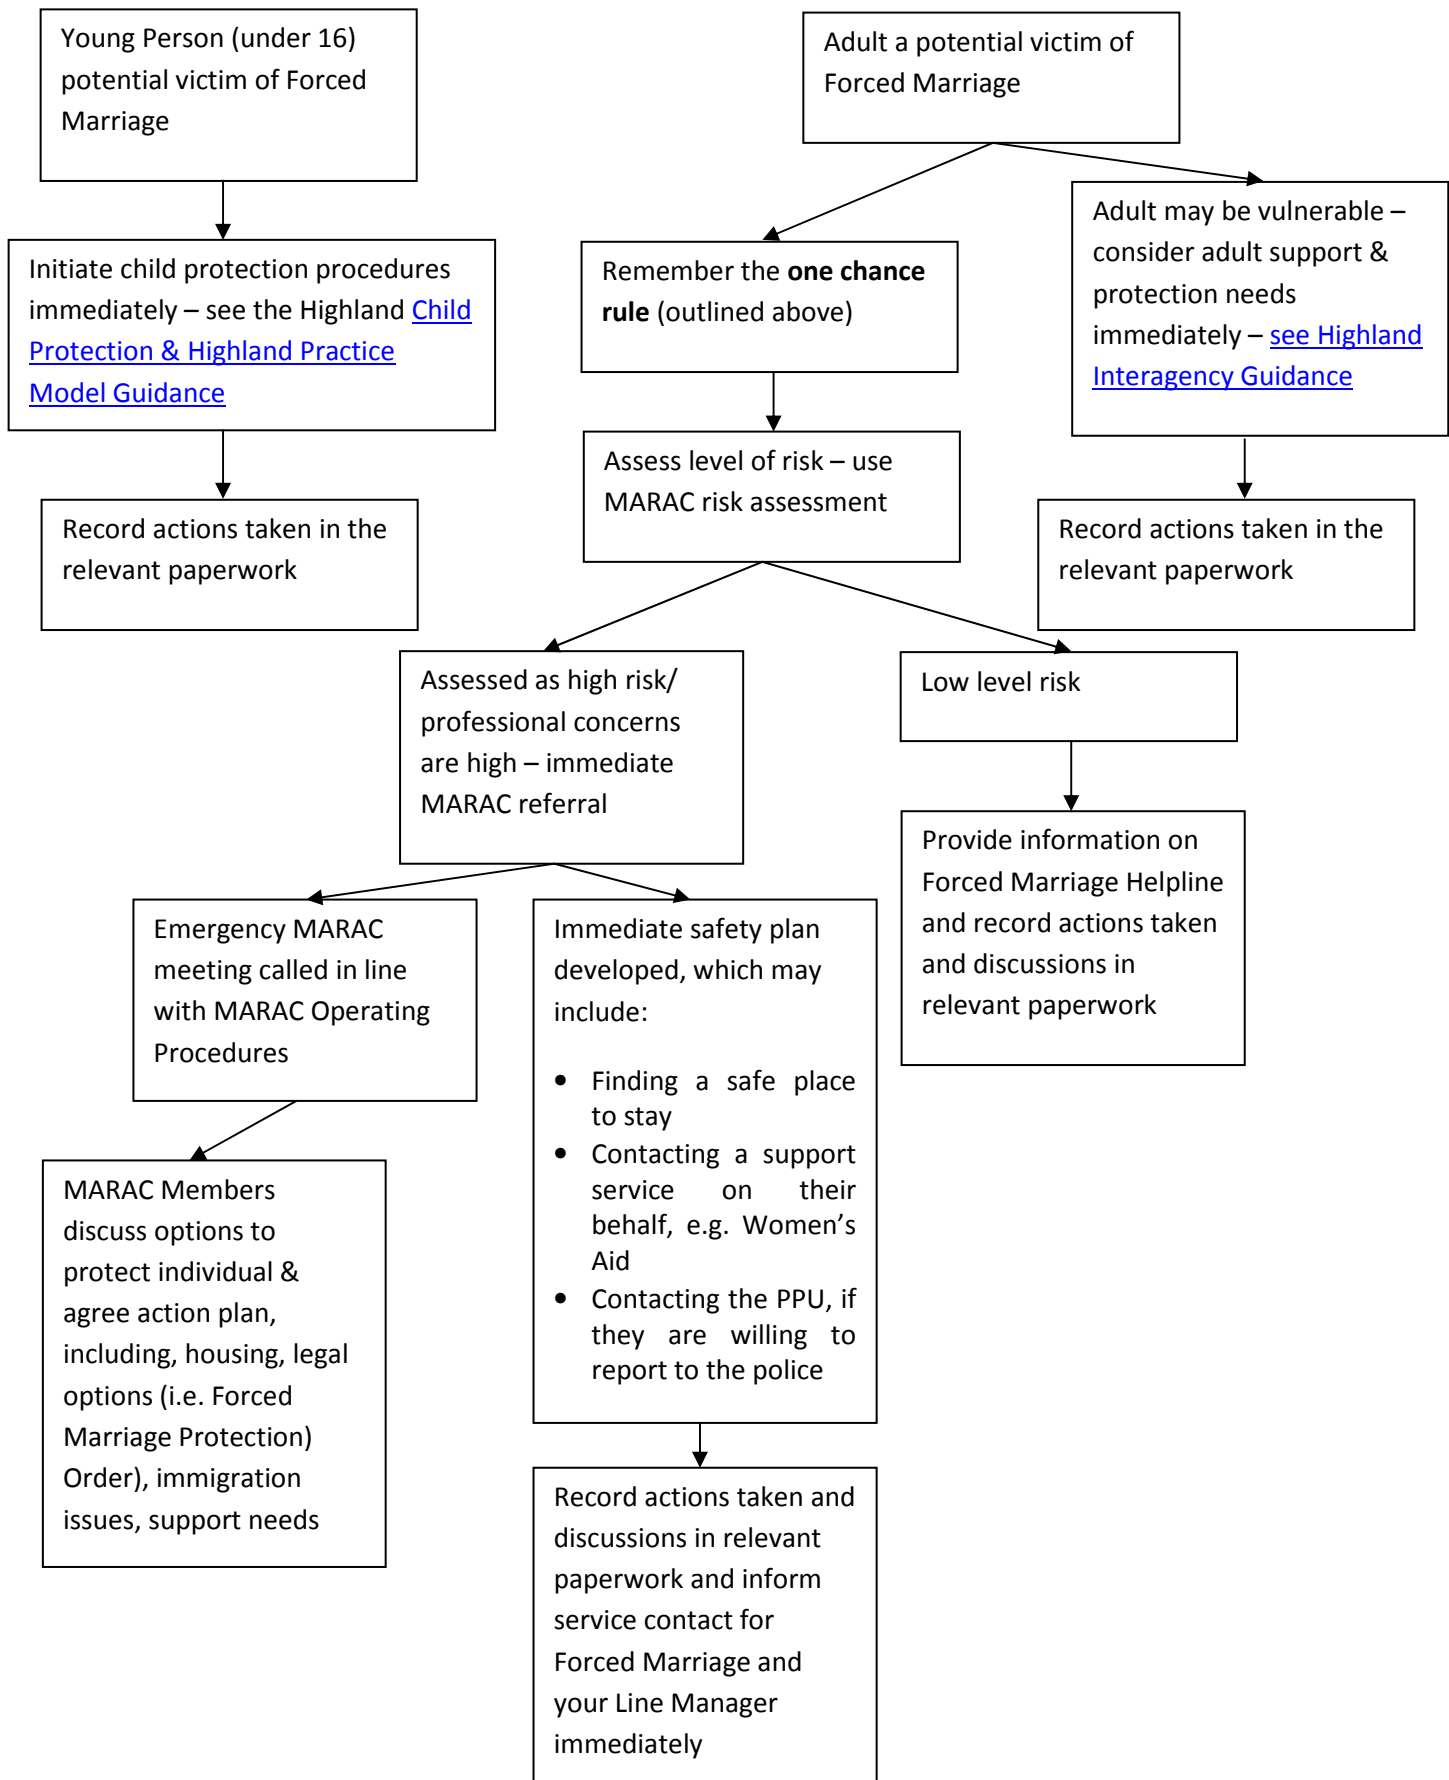 Young Person (under 16)
potential victim of Forced
Marriage
Adult a potential victim of
Forced Marriage
Initiate child protection procedures
immediately – see the Highland Child
Protection & Highland Practice
Model Guidance
Remember the one chance
rule (outlined above)
Adult may be vulnerable –
consider adult support &
protection needs
immediately – see Highland
Interagency Guidance
Record actions taken in the
relevant paperwork
Assess level of risk – use
MARAC risk assessment
Record actions taken in the
relevant paperwork
Assessed as high risk/
professional concerns
are high – immediate
MARAC referral
Low level risk
Emergency MARAC
meeting called in line
with MARAC Operating
Procedures
Immediate safety plan
developed, which may
include:
• Finding a safe place
to stay
• Contacting a support
service on their
behalf, e.g. Women’s
Aid
• Contacting the PPU, if
they are willing to
report to the police
Provide information on
Forced Marriage Helpline
and record actions taken
and discussions in
relevant paperwork
MARAC Members
discuss options to
protect individual &
agree action plan,
including, housing, legal
options (i.e. Forced
Marriage Protection)
Order), immigration
issues, support needs
Record actions taken and
discussions in relevant
paperwork and inform
service contact for
Forced Marriage and
your Line Manager
immediately